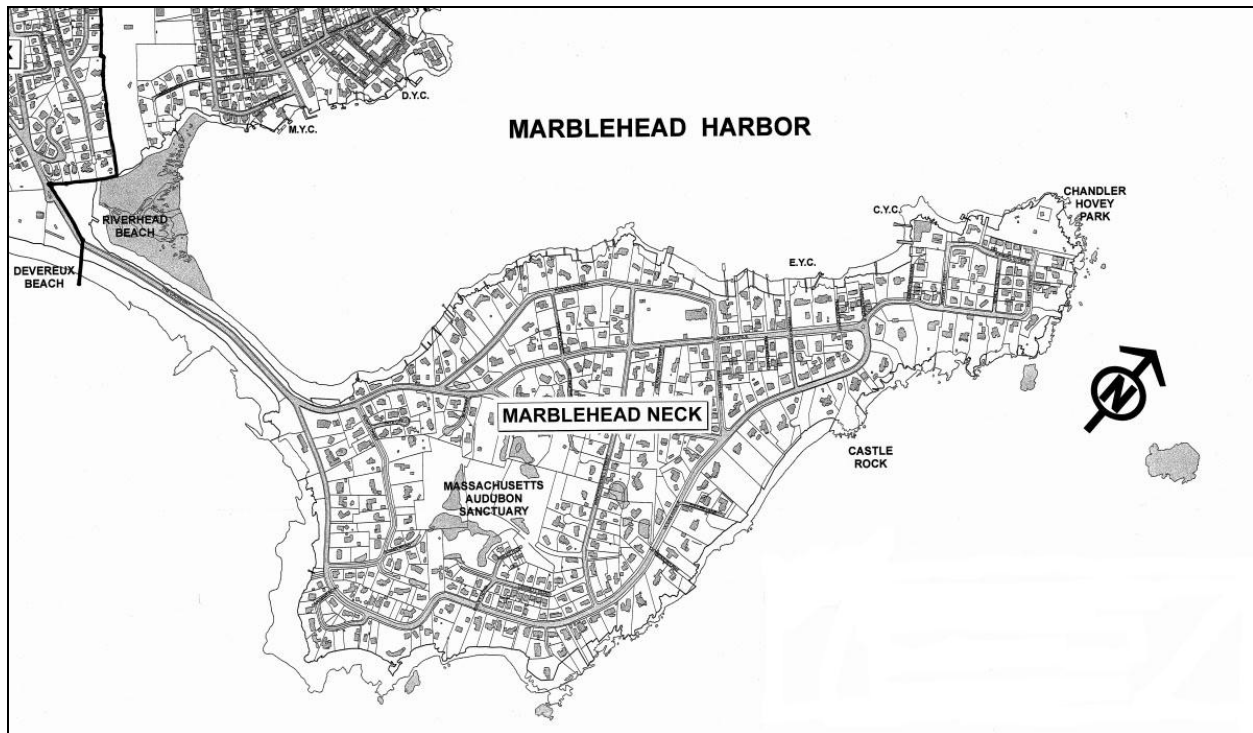 MARBLEHEAD HARBOR
D.Y.C.
M.Y.C.
CHANDLER
HOVEY
PARK
C.Y.C.
RIVERHEAD
BEACH
E.Y.C.
DEVEREUX
BEACH
N
MARBLEHEAD NECK
CASTLE
ROCK
MASSACHUSETTS
AUDUBON
SANCTUARY